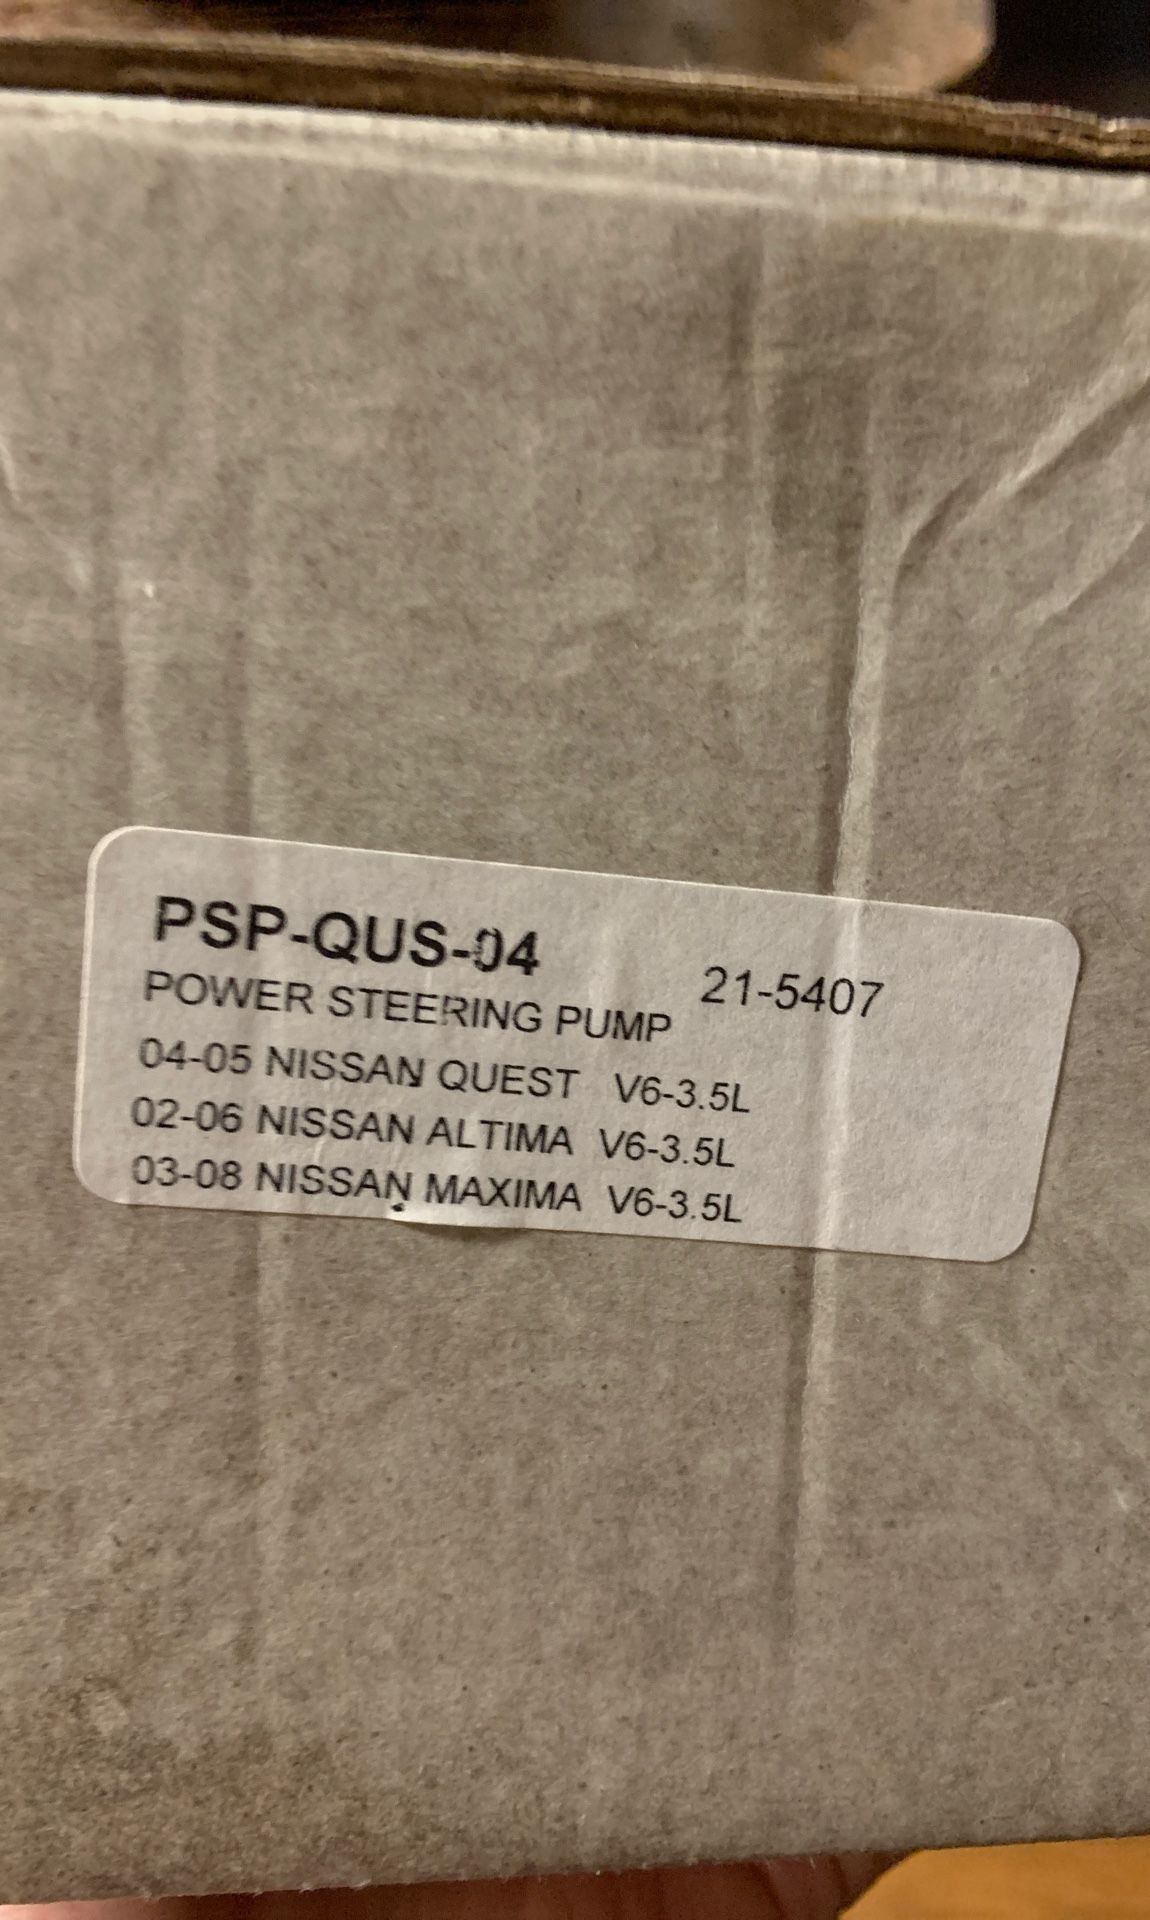 PSP-QUS-04
21-5407
POWER STEERING PUMP
04-05 NISSAN QUEST V6-3.5L
02-06 NISSAN ALTIMA V6-3.5L
03-08 NISSAN MAXIMA V6-3.5L